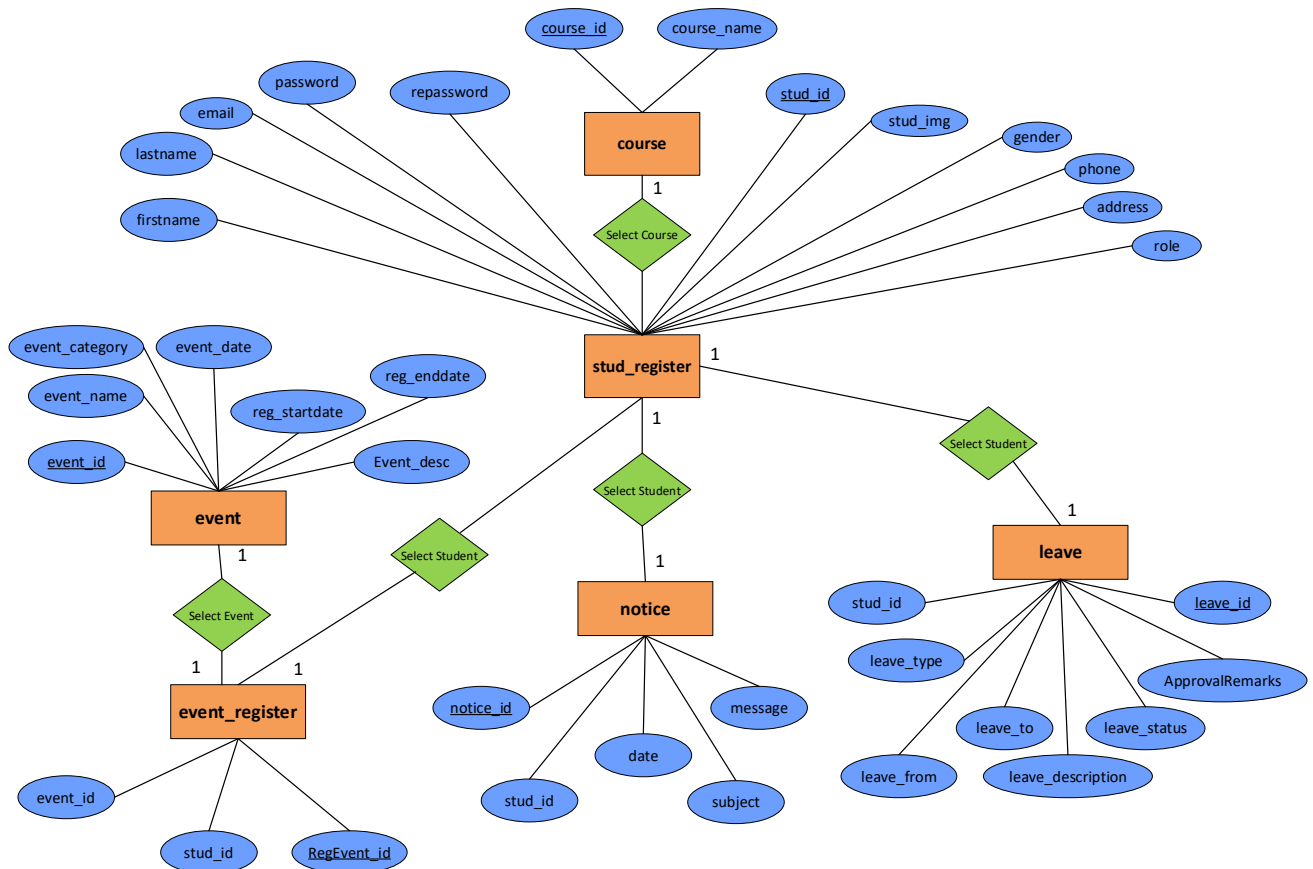 course_id
course_name
password
repassword
stud_id
email
stud_img
gender
lastname
course
phone
1
address
firstname
Select Course
role
event_category
event_date
stud_register
1
reg_enddate
event_name
reg_startdate
1
Select Student
event_id
Event_desc
Select Student
event
1
1
Select Student
leave
1
1
Select Event
notice
stud_id
leave_id
1
1
leave_type
ApprovalRemarks
event_register
notice_id
message
leave_to
leave_status
date
leave_from
leave_description
event_id
stud_id
subject
stud_id
RegEvent_id